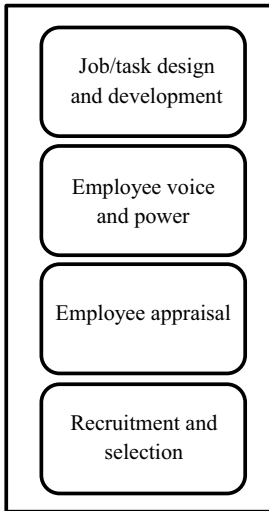 Job/task design
and development
Employee voice
and power
Employee appraisal
Recruitment and
selection